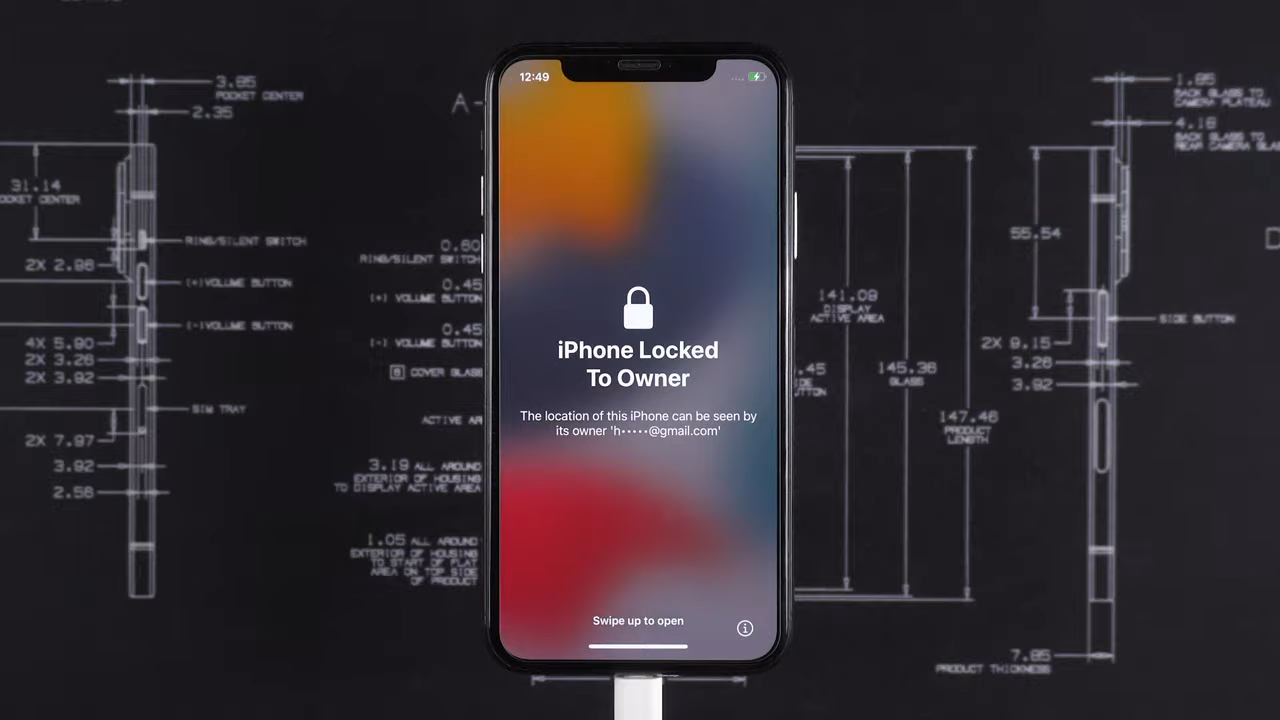 3.85
POCKET CENTER
2.35
31.14
POCKET CENTER
RING/SILENT SWITCH
2X 2.96
(+) VOLUME BUTTON
(-) VOLUME BUTTON
4X 5.90
2X 3.26
2X 3.92
SIM TRAY
2X 7.97
3.92
2.56
A-
0.60
RING/SILENT SWITCH
0.45
(+) VOLUME BUTTON
0.45
(-) VOLUME BUTTON
B COVER GLASS
3.19 ALL AROUND
EXTERIOR OF HOUSING
TO DISPLAY ACTIVE AREA
1.05 ALL AROUND
EXTERIOR OF HOUSING
TO START OF FLAT
AREA ON TOP SIDE
OF PRODUCT
12:49
iPhone Locked
To Owner
The location of this iPhone can be seen by
its owner 'h•••••@gmail.com'
Swipe up to open
141.09
DISPLAY
ACTIVE AREA
.45
145.36
GLASS
147.46
PRODUCT
LENGTH
1.85
BACK GLASS TO
CAMERA PLATEAU
4.18
BACK GLASS TO
REAR CAMERA
55.54
SIDE BUTTON
2X 9.15
3.26
3.92
7.85
PRODUCT THICKNESS